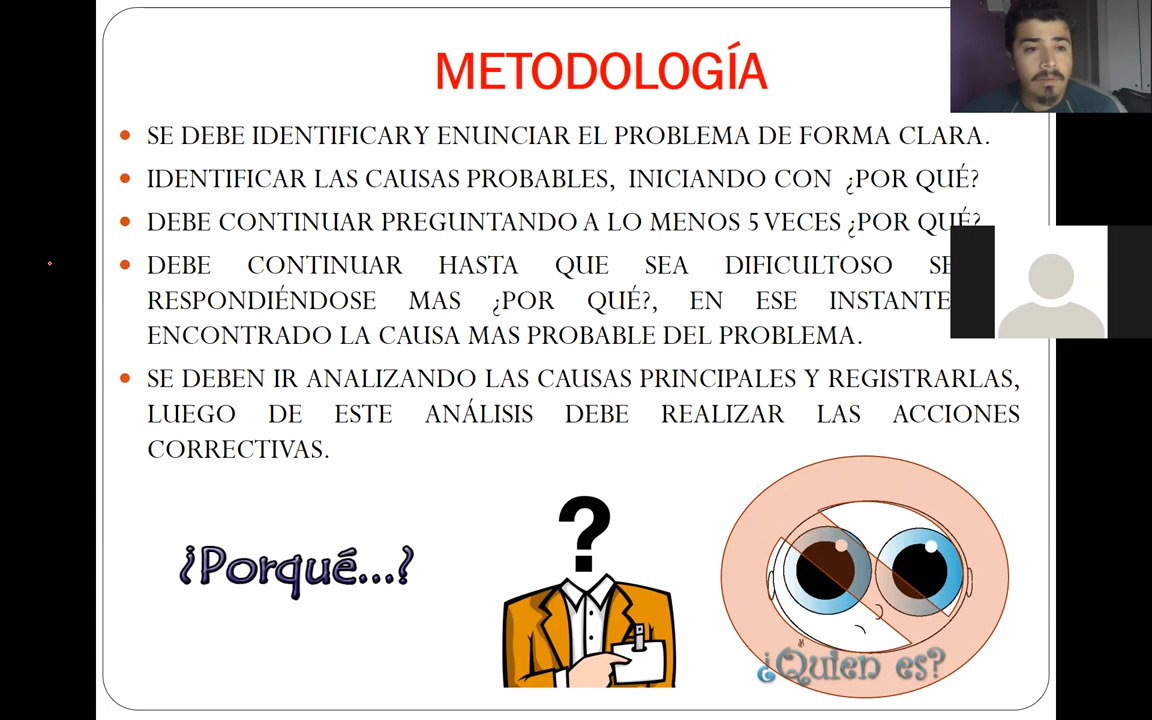 METODOLOGÍA
SE DEBE IDENTIFICAR Y ENUNCIAR EL PROBLEMA DE FORMA CLARA.
IDENTIFICAR LAS CAUSAS PROBABLES, INICIANDO CON ¿POR QUÉ?
DEBE CONTINUAR PREGUNTANDO A LO MENOS 5 VECES ¿POR QUÉ?
DEBE CONTINUAR HASTA QUE SEA DIFICULTOSO
RESPONDIÉNDOSE MAS ¿POR QUÉ?, EN ESE INSTANTE
ENCONTRADO LA CAUSA MAS PROBABLE DEL PROBLEMA.
SE DEBEN IR ANALIZANDO LAS CAUSAS PRINCIPALES Y REGISTRARLAS,
LUEGO DE ESTE ANÁLISIS DEBE REALIZAR LAS ACCIONES
CORRECTIVAS.
¿Porqué...?
?
¿Quien es?